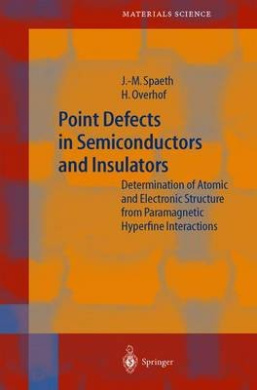 MATERIALS SCIENCE
J.-M. Spaeth
H. Overhof
Point Defects
in Semiconductors
and Insulators
Determination of Atomic
and Electronic Structure
from Paramagnetic
Hyperfine Interactions
Springer